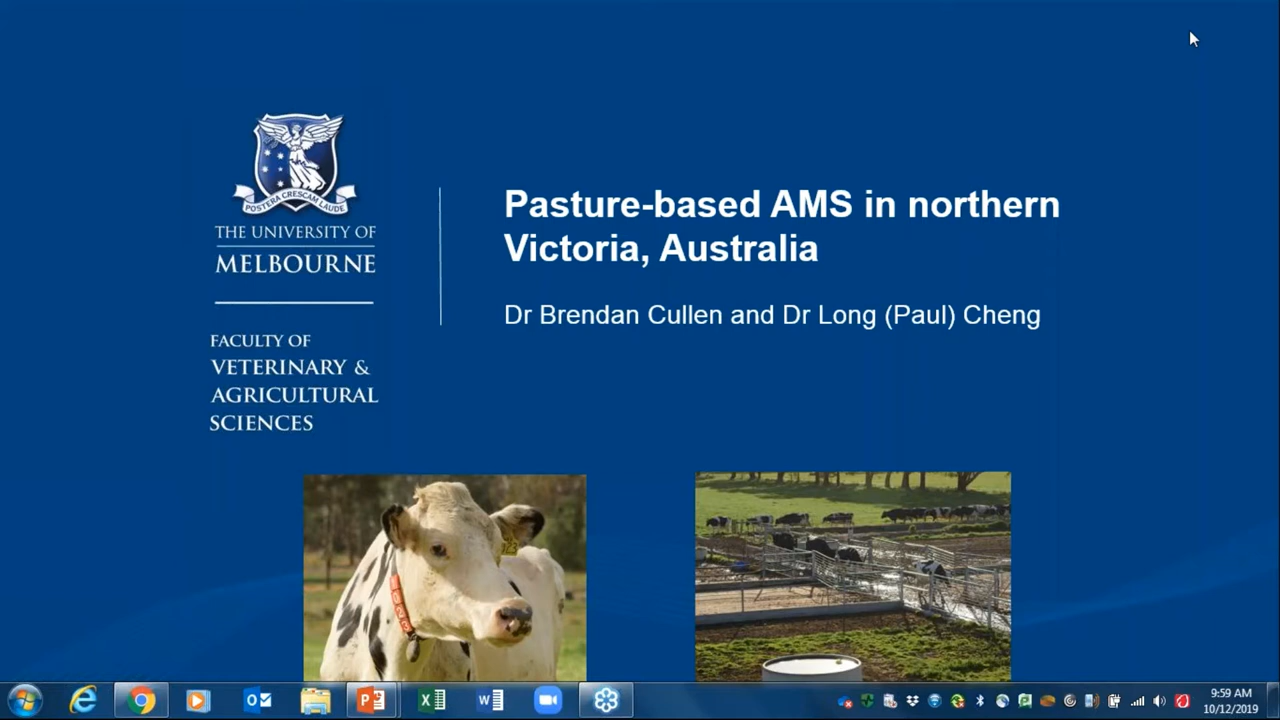 POSTERA CRESCAM LAUDE
THE UNIVERSITY OF
MELBOURNE
FACULTY OF
VETERINARY &
AGRICULTURAL
SCIENCES
Pasture-based AMS in northern
Victoria, Australia
Dr Brendan Cullen and Dr Long (Paul) Cheng
9:59 AM
10/12/2019